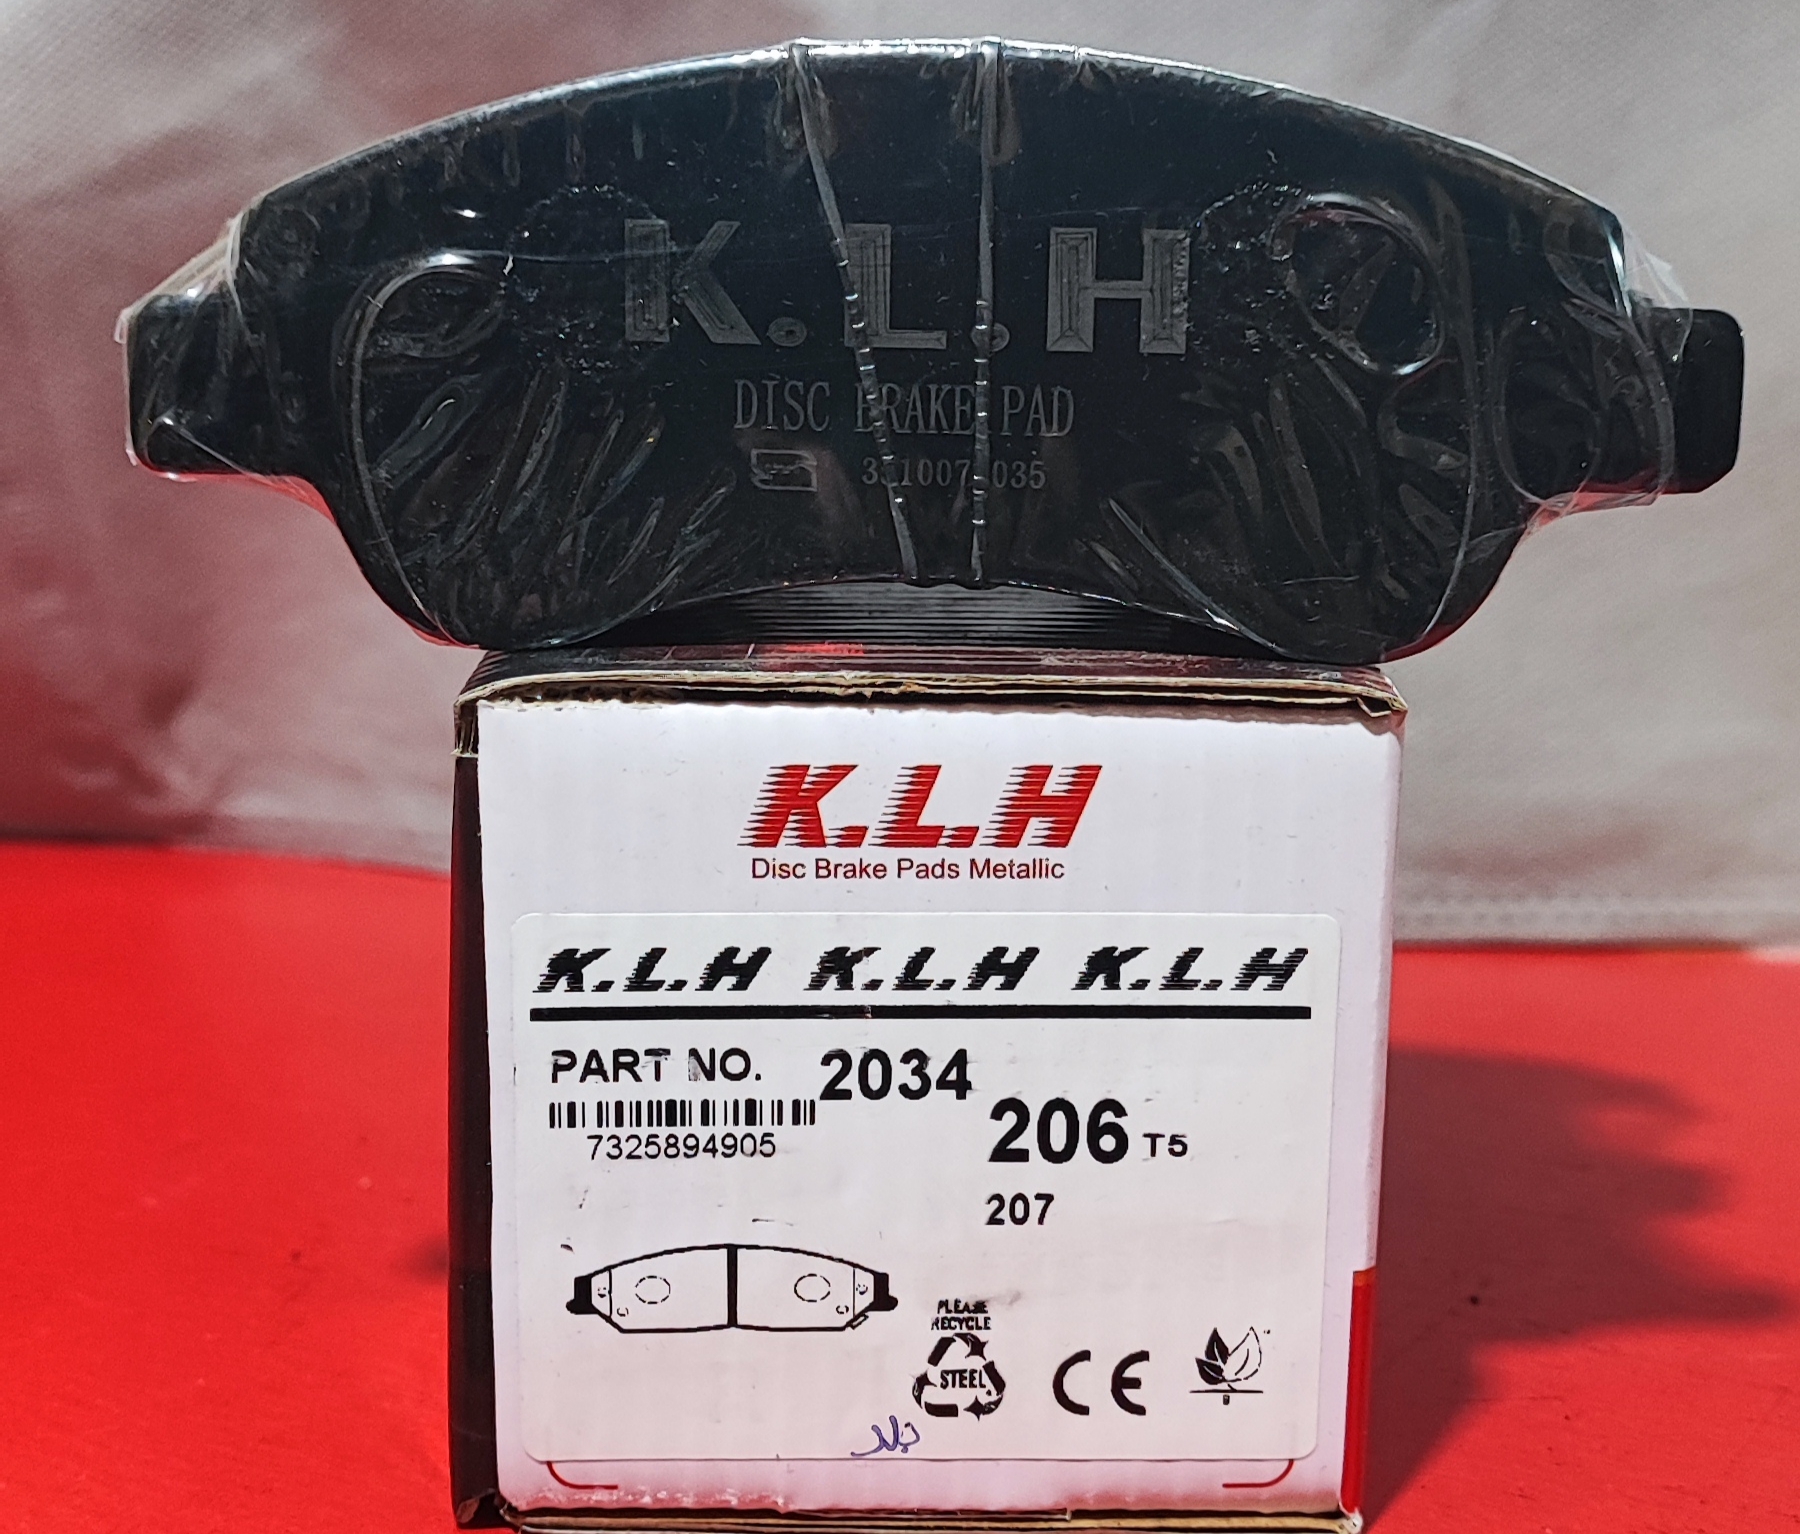 K.L.H
DISC BRAKE PAD
K.L.H
Disc Brake Pads Metallic
K.L.H K.L.H K.L.H
PART NO. 2034
7325894905
206 T5
207
PLEASE
RECYCLE
STEEL
CE